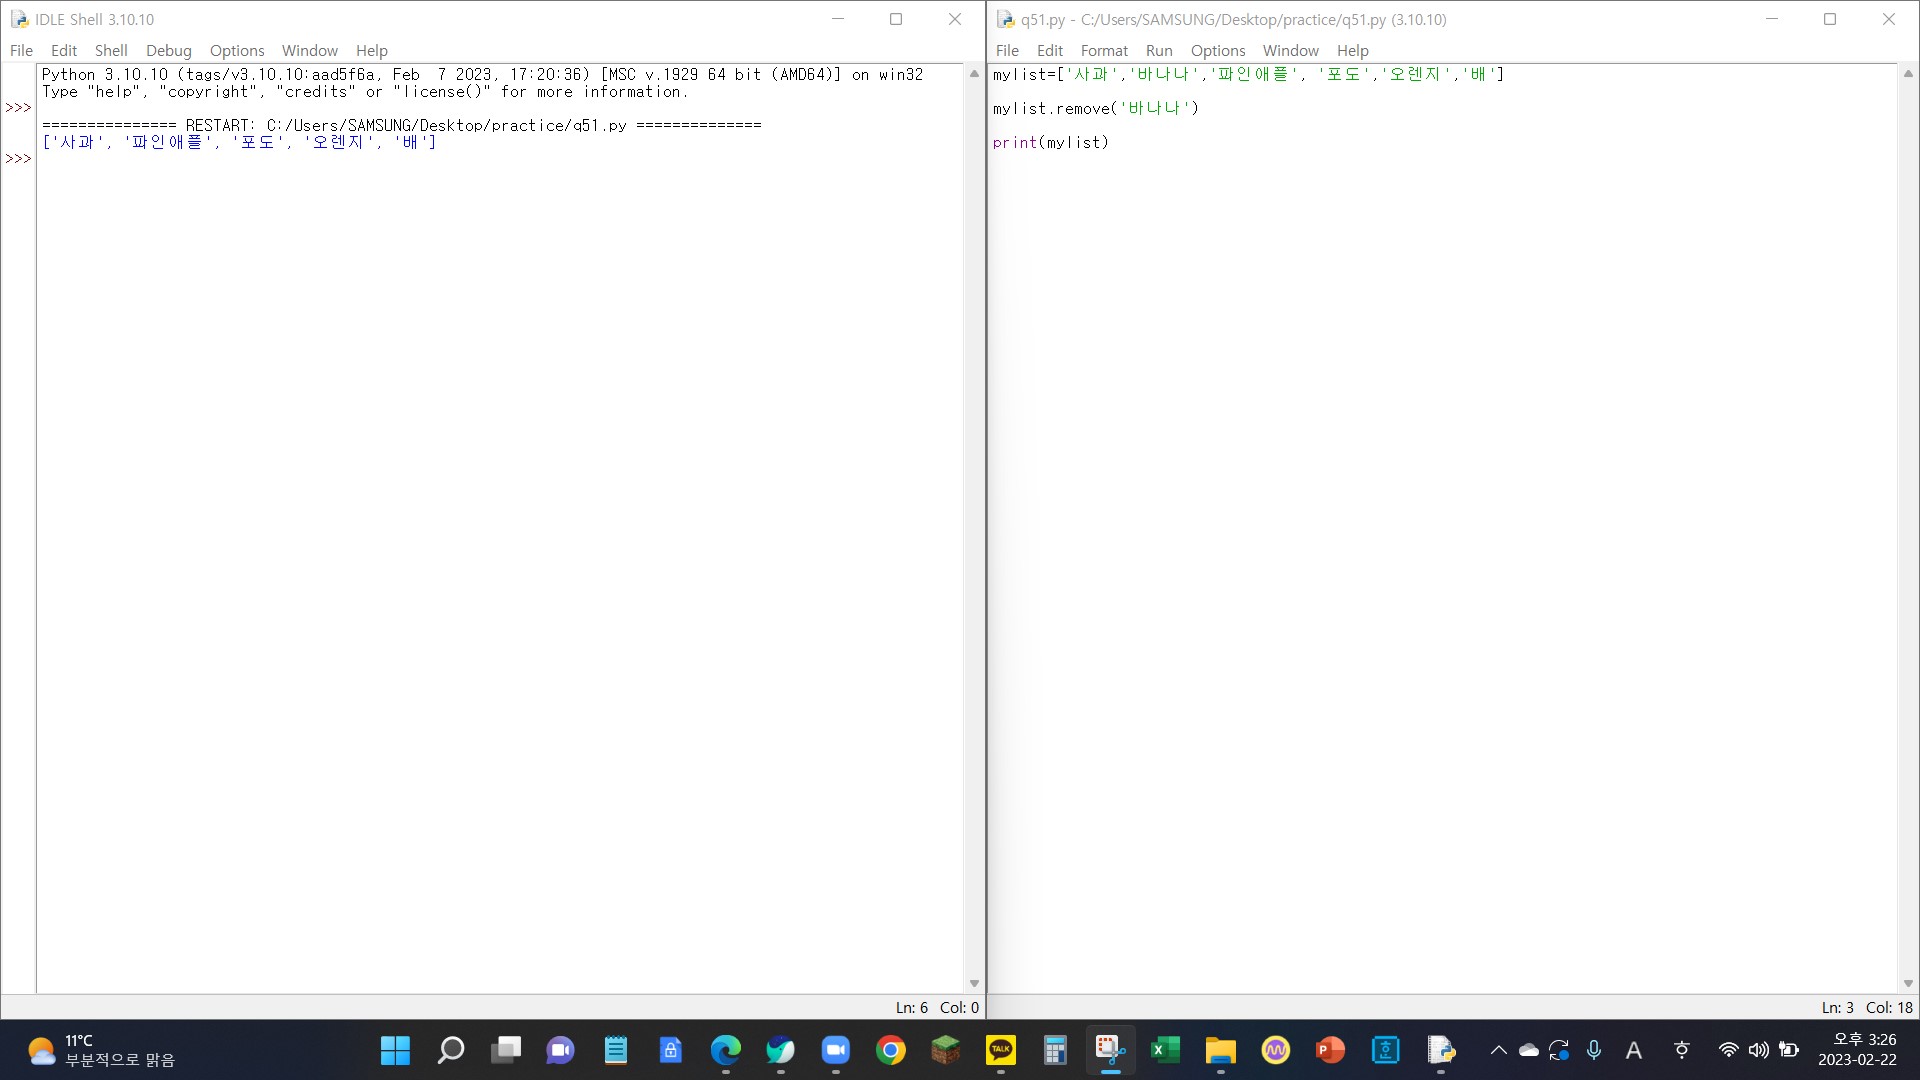 IDLE Shell 3.10.10
File Edit Shell Debug Options Window Help
Python 3.10.10 (tags/v3.10.10:aad5f6a, Feb  7 2023, 17:20:36) [MSC v.1929 64 bit (AMD64)] on win32
Type "help", "copyright", "credits" or "license()" for more information.
>>>
=============== RESTART: C:/Users/SAMSUNG/Desktop/practice/q51.py ==============
['사과', '파인애플', '포도', '오렌지', '배']
>>>
Ln: 6 Col: 0
q51.py - C:/Users/SAMSUNG/Desktop/practice/q51.py (3.10.10)
File Edit Format Run Options Window Help
mylist=['사과','바나나','파인애플', '포도','오렌지','배']
mylist.remove('바나나')
print(mylist)
Ln: 3 Col: 18
11°C
부분적으로 맑음
TALK
A
오후 3:26
2023-02-22